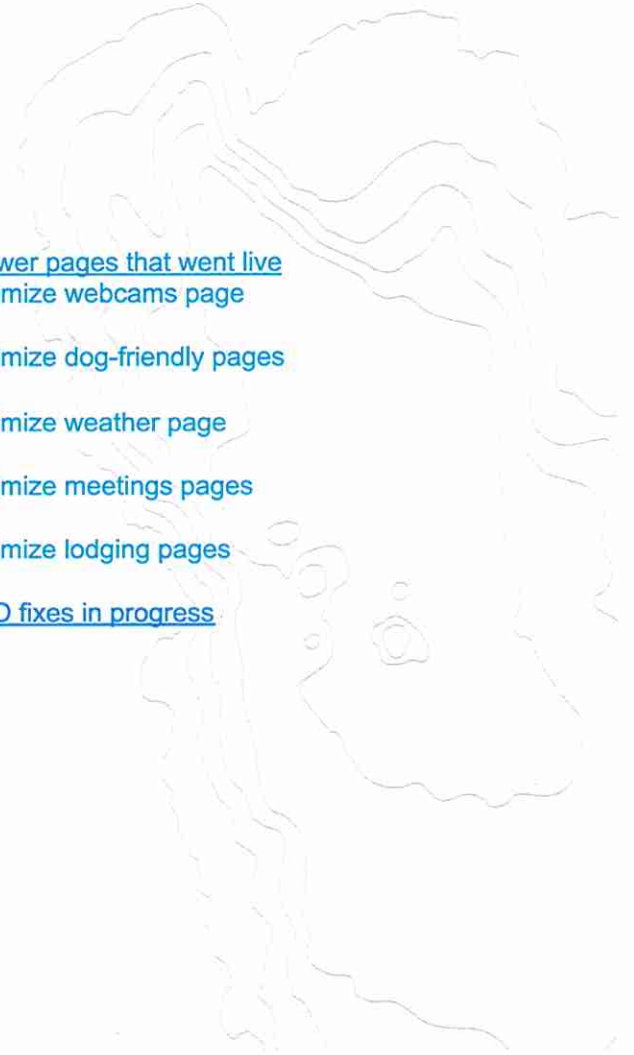 wer pages that went live
mize webcams page
mize dog-friendly pages
mize weather page
mize meetings pages
mize lodging pages
fixes in progress